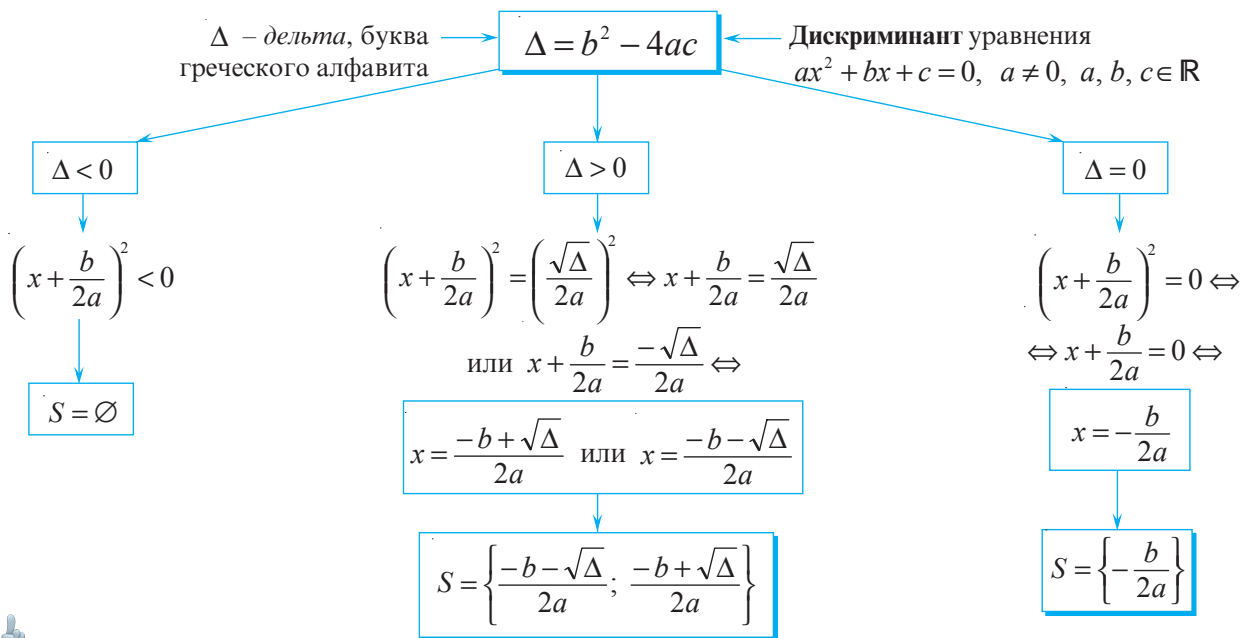 Δ – дельта, буква
греческого алфавита
Δ = b² − 4ac
Дискриминант уравнения
ax² + bx + c = 0, a ≠ 0, a, b, c ∈ ℝ
Δ < 0
(x + b/2a)² < 0
S = ∅
Δ > 0
(x + b/2a)² = (√Δ/2a)² ⇔ x + b/2a = √Δ/2a
или x + b/2a = −√Δ/2a ⇔
x = (−b + √Δ)/2a или x = (−b − √Δ)/2a
S = {(−b − √Δ)/2a; (−b + √Δ)/2a}
Δ = 0
(x + b/2a)² = 0 ⇔
⇔ x + b/2a = 0 ⇔
x = −b/2a
S = {−b/2a}